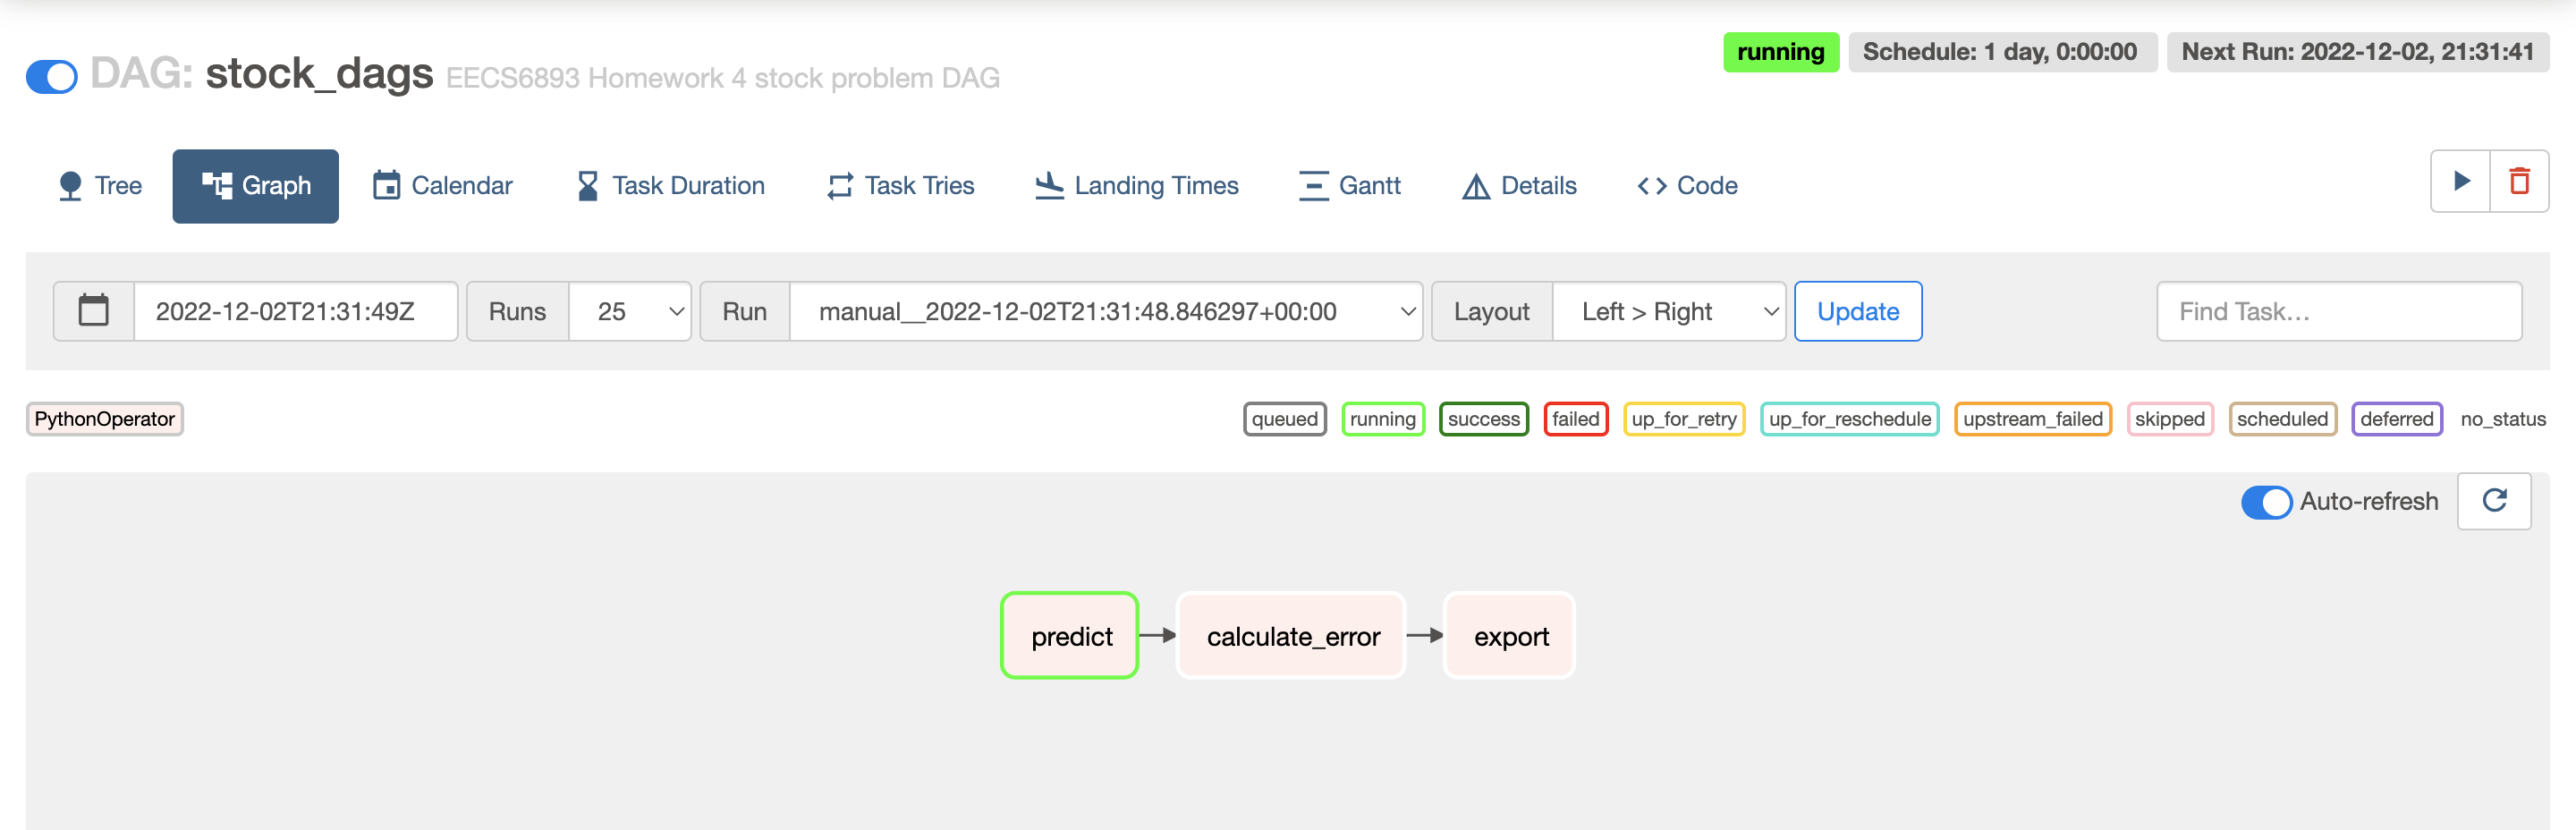 DAG: stock_dags EECS6893 Homework 4 stock problem DAG
running Schedule: 1 day, 0:00:00 Next Run: 2022-12-02, 21:31:41
Tree Graph Calendar Task Duration Task Tries Landing Times Gantt Details <> Code
2022-12-02T21:31:49Z Runs 25 Run manual__2022-12-02T21:31:48.846297+00:00 Layout Left > Right Update Find Task...
PythonOperator queued running success failed up_for_retry up_for_reschedule upstream_failed skipped scheduled deferred no_status
Auto-refresh
predict calculate_error export